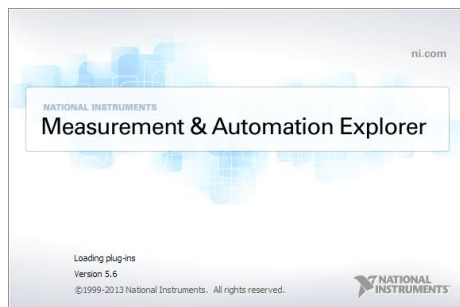 ni.com
NATIONAL INSTRUMENTS
Measurement & Automation Explorer
Loading plug-ins
Version 5.6
©1999-2013 National Instruments. All rights reserved.
NATIONAL
INSTRUMENTS